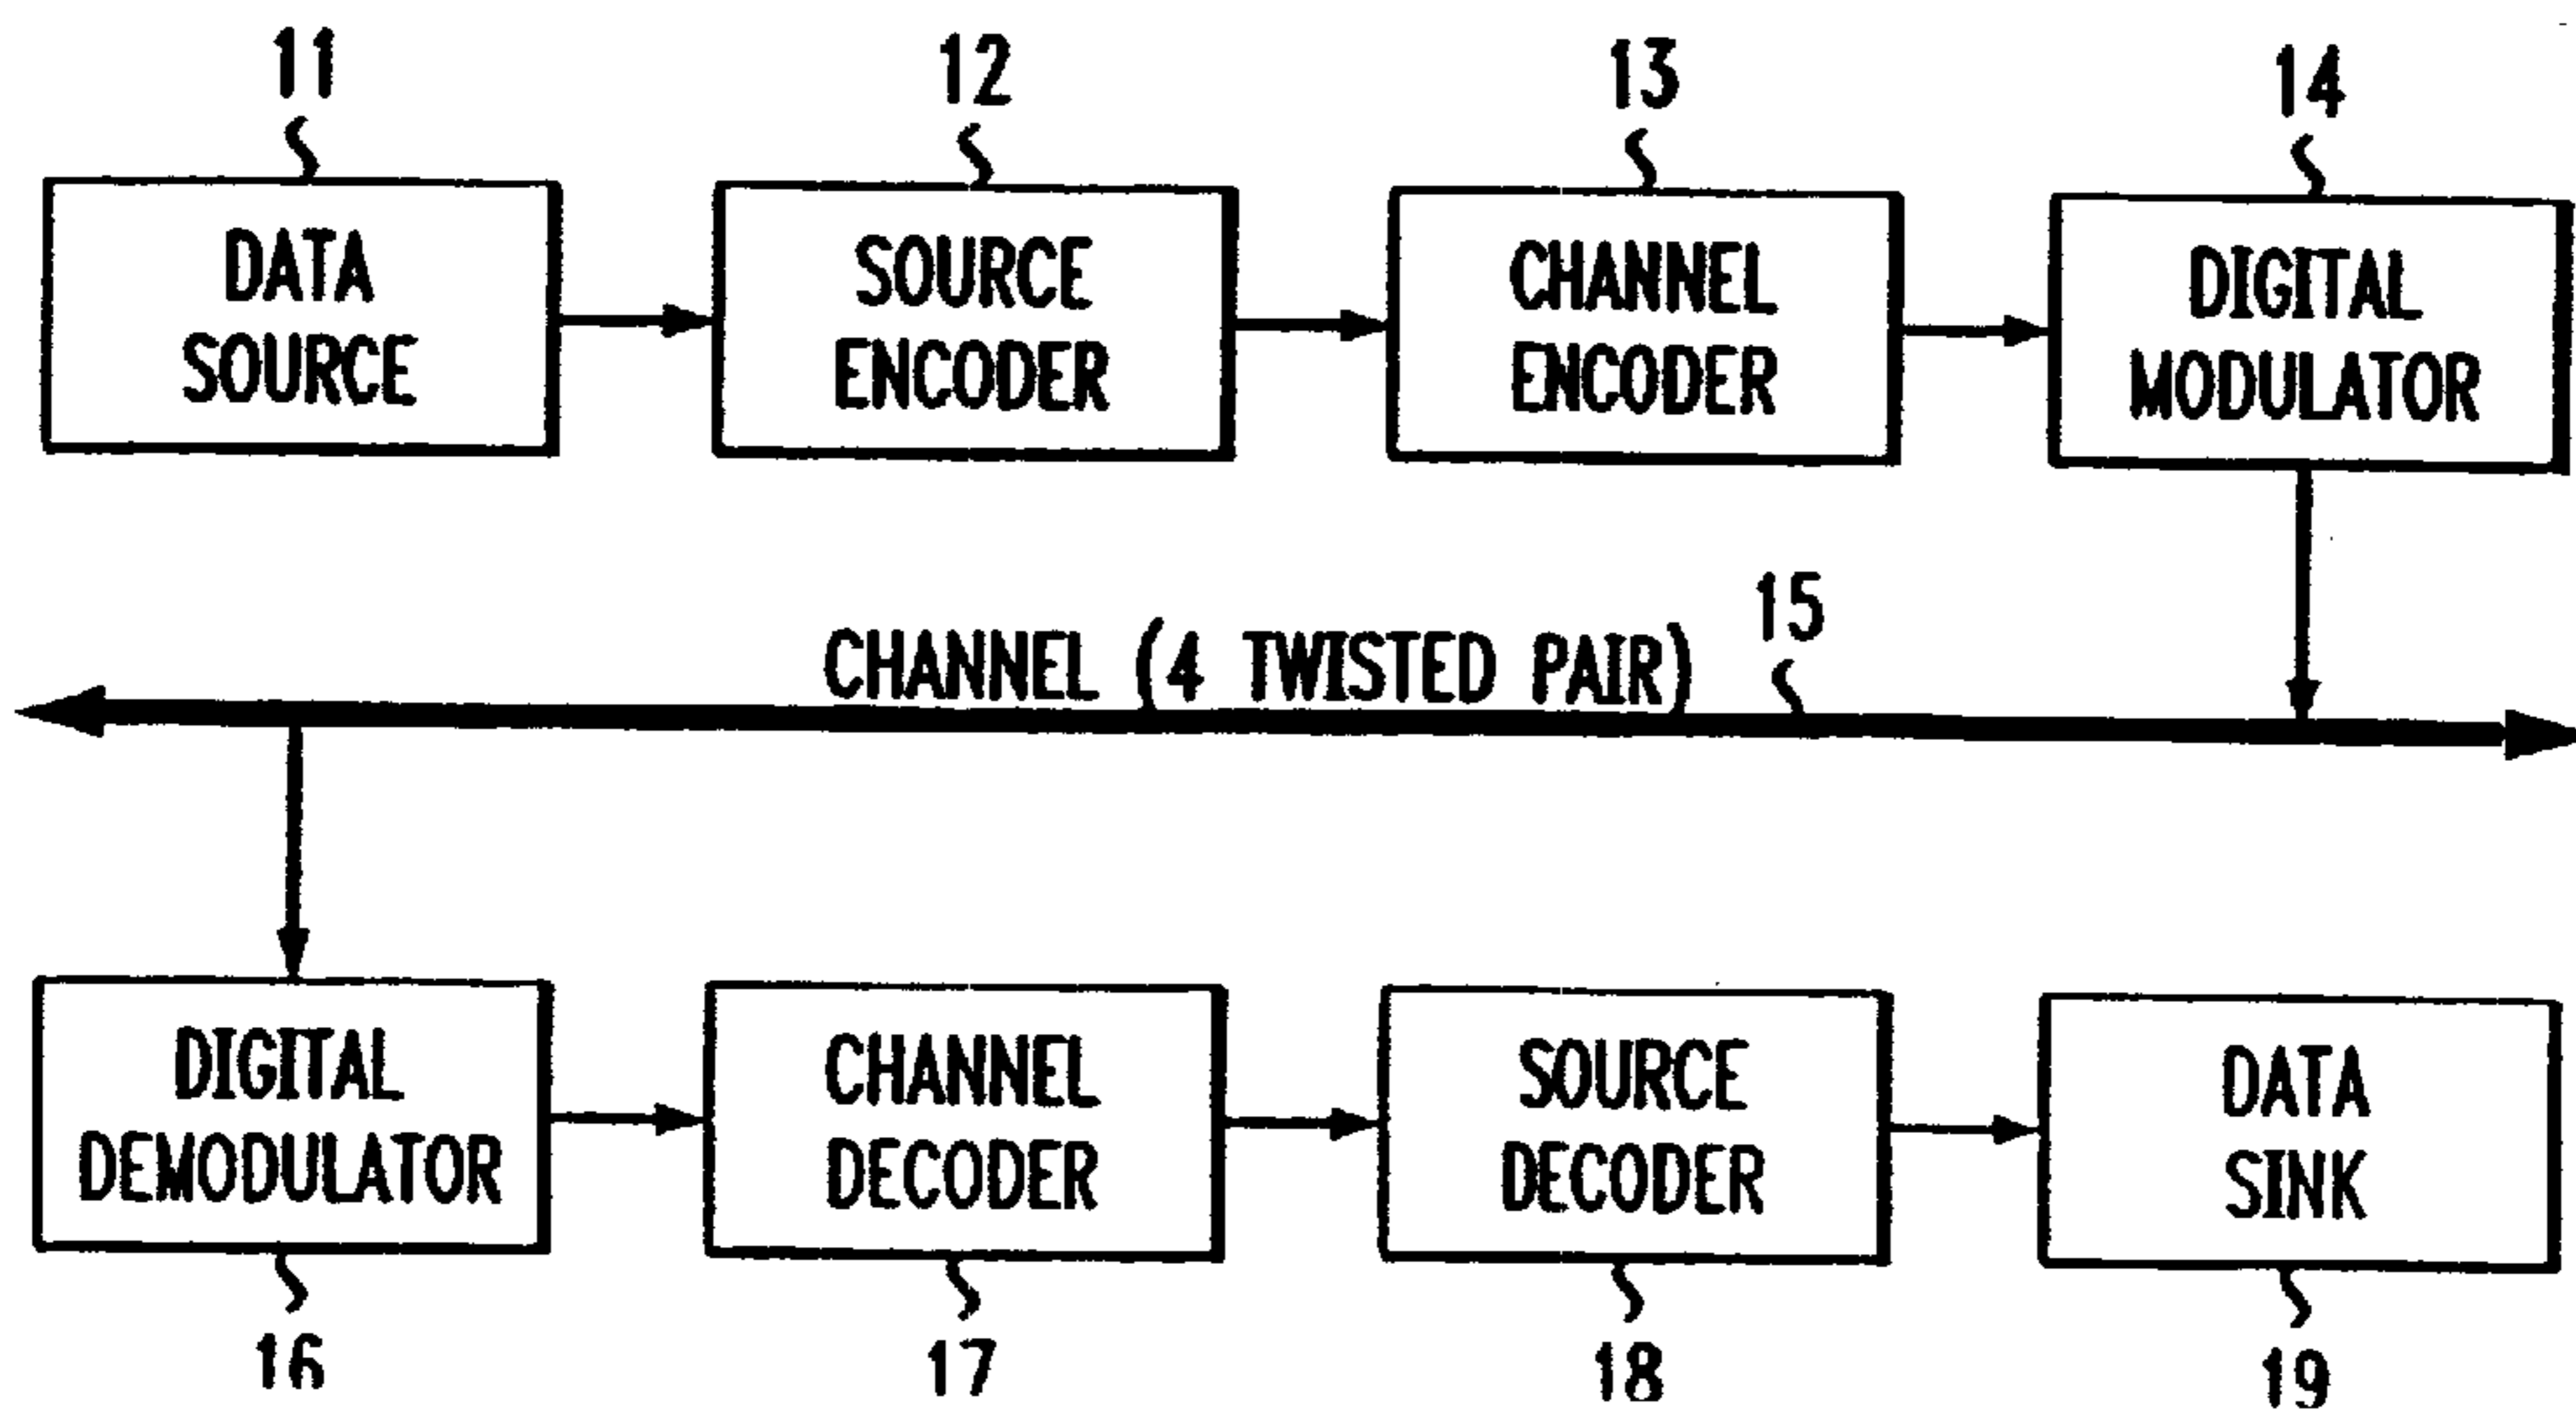 11
12
13
14
DATA
SOURCE
SOURCE
ENCODER
CHANNEL
ENCODER
DIGITAL
MODULATOR
CHANNEL (4 TWISTED PAIR)
15
DIGITAL
DEMODULATOR
CHANNEL
DECODER
SOURCE
DECODER
DATA
SINK
16
17
18
19